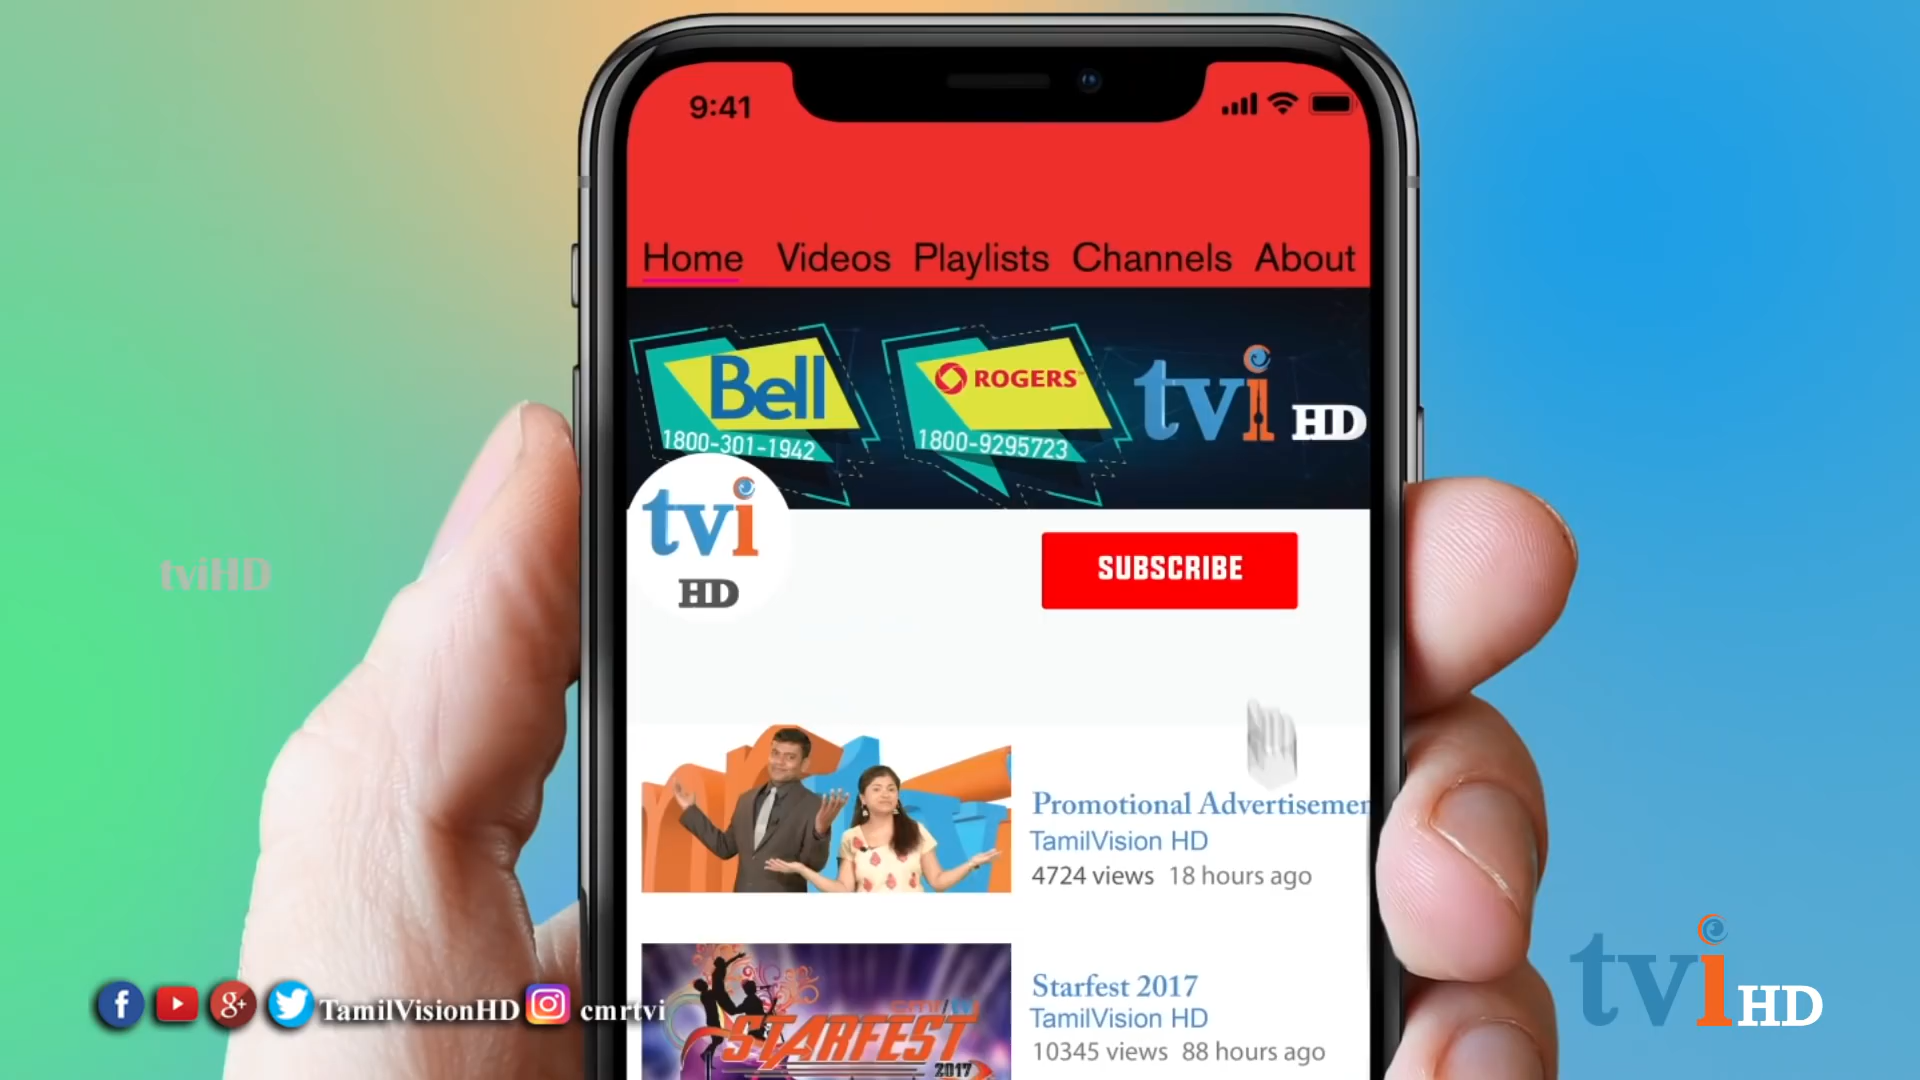 9:41
Home Videos Playlists Channels About
Bell
1800-301-1942
ROGERS
1800-9295723
tvi HD
tvi
HD
SUBSCRIBE
tviHD
Promotional Advertisemen
TamilVision HD
4724 views 18 hours ago
Starfest 2017
TamilVision HD
10345 views 88 hours ago
cmr/tvi
STARFEST
2017
f g+ TamilVisionHD cmrtvi
tvi HD